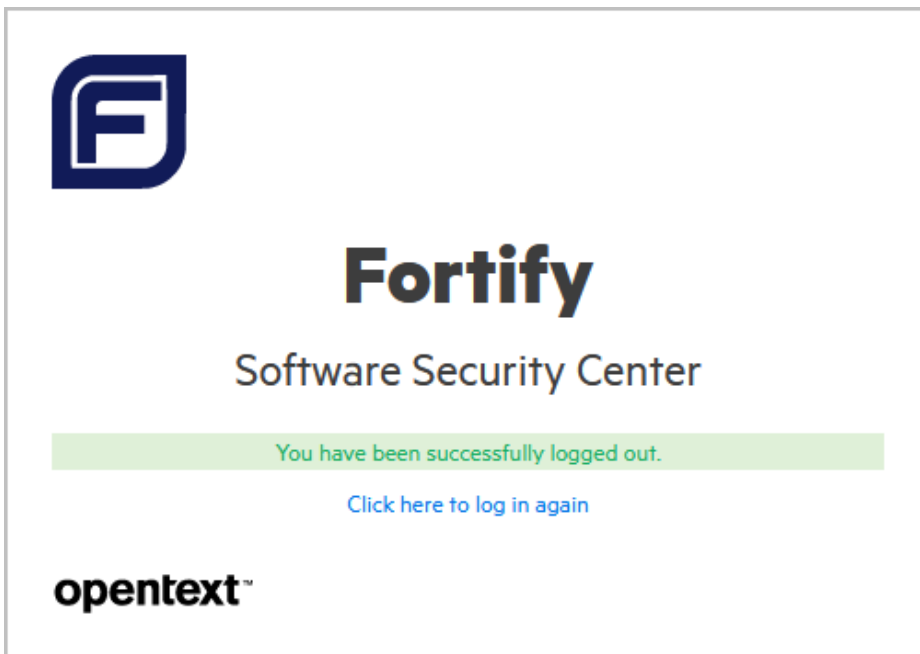 F
Fortify
Software Security Center
You have been successfully logged out.
Click here to log in again
opentext™